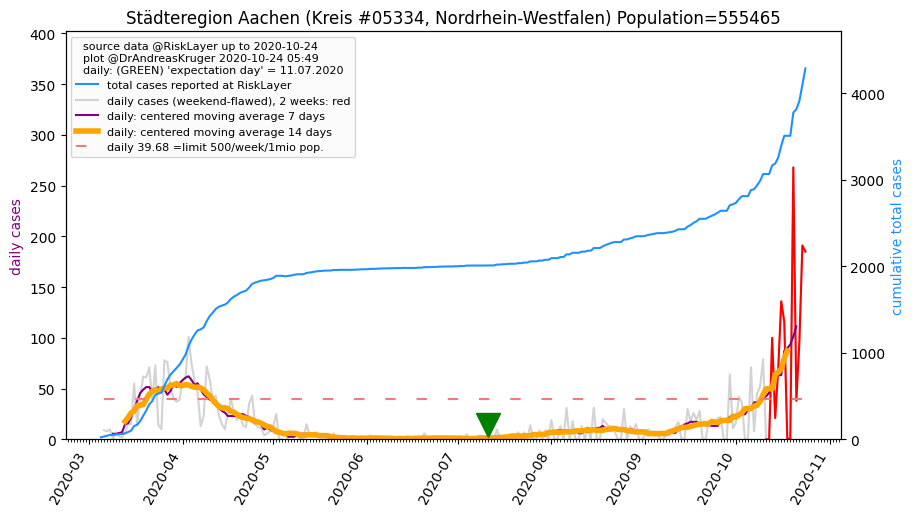 Städteregion Aachen (Kreis #05334, Nordrhein-Westfalen) Population=555465
source data @RiskLayer up to 2020-10-24
plot @DrAndreasKruger 2020-10-24 05:49
daily: (GREEN) 'expectation day' = 11.07.2020
total cases reported at RiskLayer
daily cases (weekend-flawed), 2 weeks: red
daily: centered moving average 7 days
daily: centered moving average 14 days
daily 39.68 =limit 500/week/1mio pop.
daily cases
400
350
300
250
200
150
100
50
0
cumulative total cases
4000
3000
2000
1000
0
2020-03
2020-04
2020-05
2020-06
2020-07
2020-08
2020-09
2020-10
2020-11